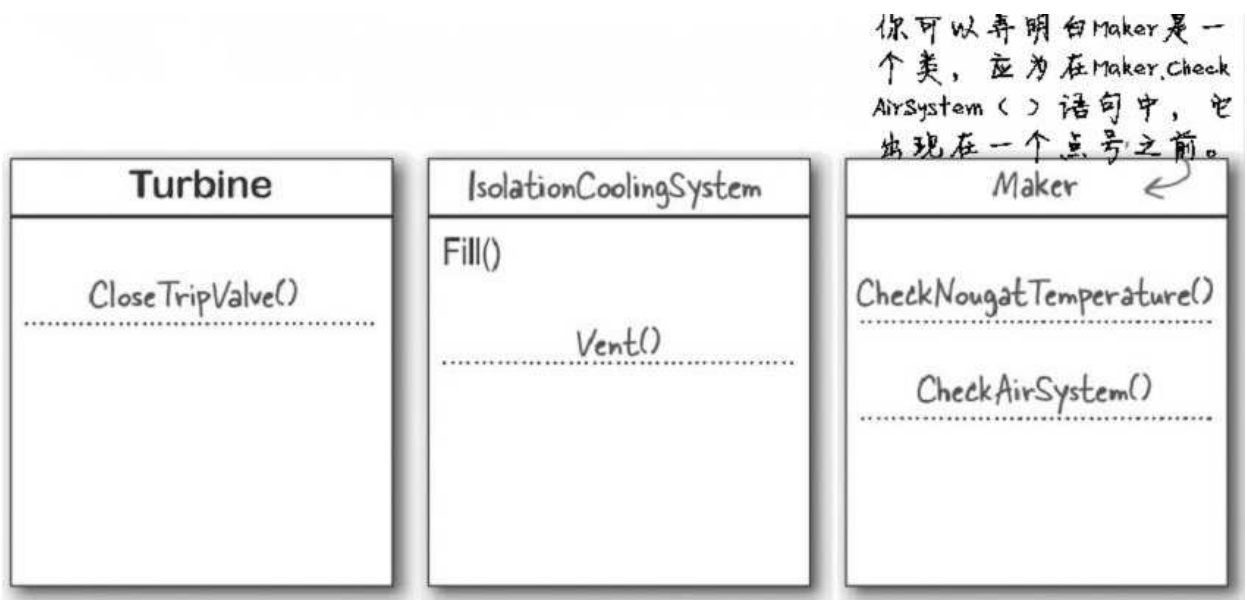 你可以弄明白Maker是一
个类，应为在Maker.Check
AirSystem（）语句中，它
出现在一个点号之前。
Turbine
CloseTripValve()
IsolationCoolingSystem
Fill()
Vent()
Maker
CheckNougatTemperature()
CheckAirSystem()